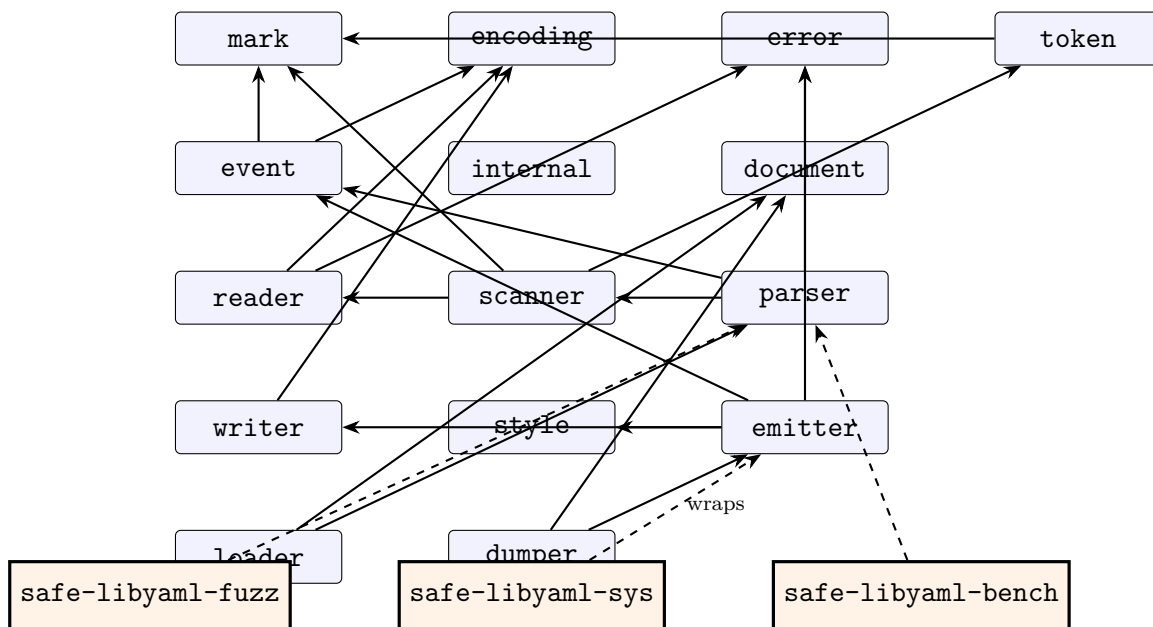 mark
encoding
error
token
event
internal
document
reader
scanner
parser
writer
style
emitter
wraps
loader
dumper
safe-libyaml-fuzz
safe-libyaml-sys
safe-libyaml-bench